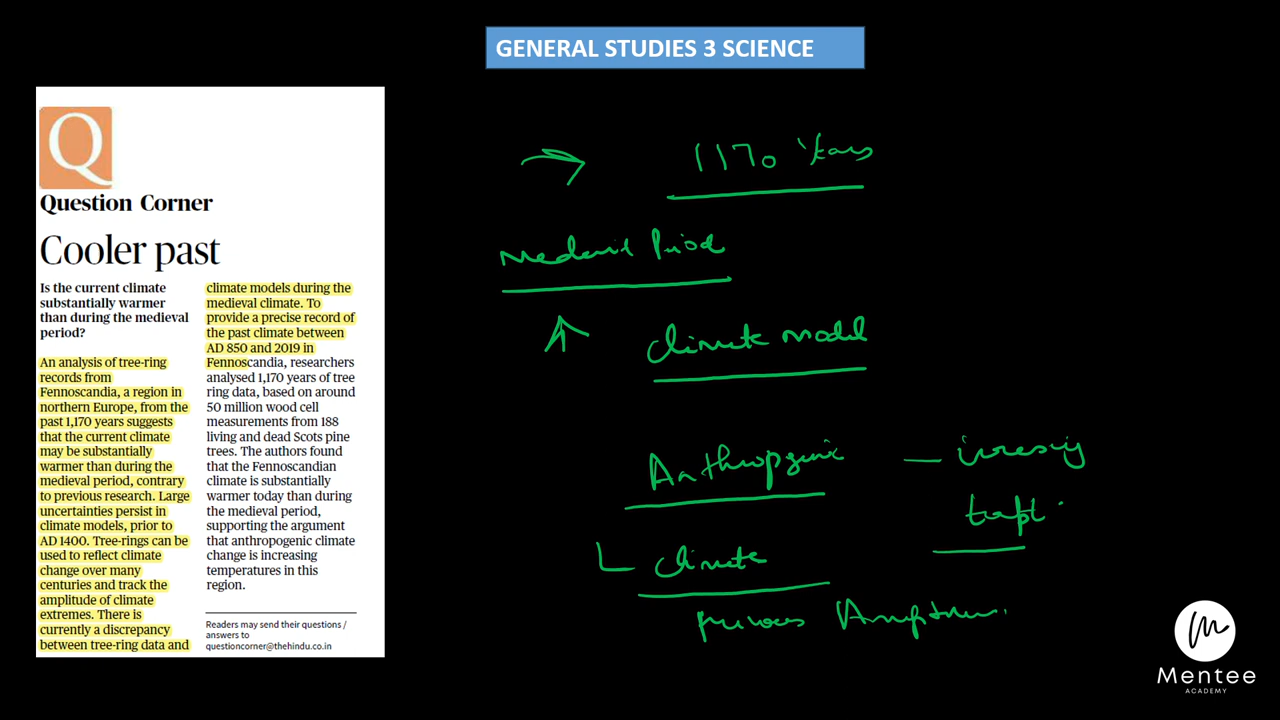 GENERAL STUDIES 3 SCIENCE
Q
Question Corner
Cooler past
Is the current climate
substantially warmer
than during the medieval
period?
An analysis of tree-ring
records from
Fennoscandia, a region in
northern Europe, from the
past 1,170 years suggests
that the current climate
may be substantially
warmer than during the
medieval period, contrary
to previous research. Large
uncertainties persist in
climate models, prior to
AD 1400. Tree-rings can be
used to reflect climate
change over many
centuries and track the
amplitude of climate
extremes. There is
currently a discrepancy
between tree-ring data and
climate models during the
medieval climate. To
provide a precise record of
the past climate between
AD 850 and 2019 in
Fennoscandia, researchers
analysed 1,170 years of tree
ring data, based on around
50 million wood cell
measurements from 188
living and dead Scots pine
trees. The authors found
that the Fennoscandian
climate is substantially
warmer today than during
the medieval period,
supporting the argument
that anthropogenic climate
change is increasing
temperatures in this
region.
Readers may send their questions /
answers to
questioncorner@thehindu.co.in
1170 Years
Climate model
Climate
Mentee
ACADEMY